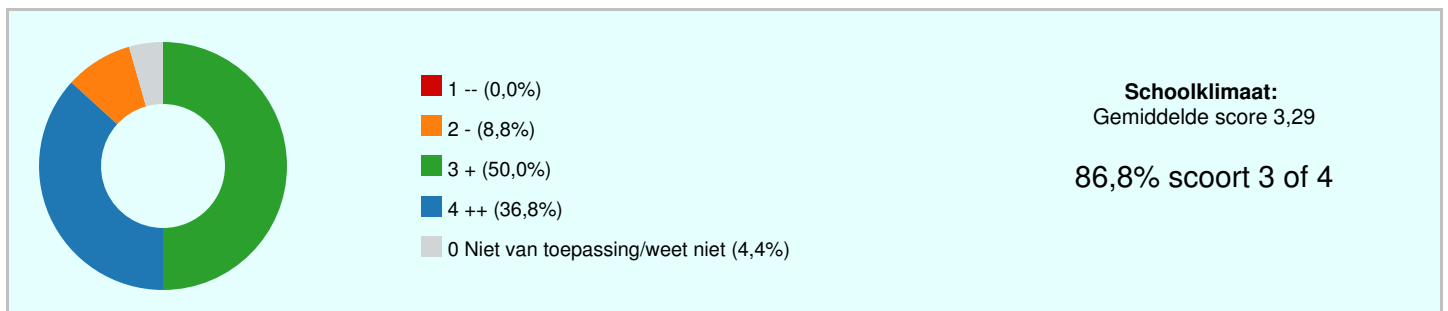 1 -- (0,0%)
2 - (8,8%)
3 + (50,0%)
4 ++ (36,8%)
0 Niet van toepassing/weet niet (4,4%)
Schoolklimaat:
Gemiddelde score 3,29
86,8% scoort 3 of 4